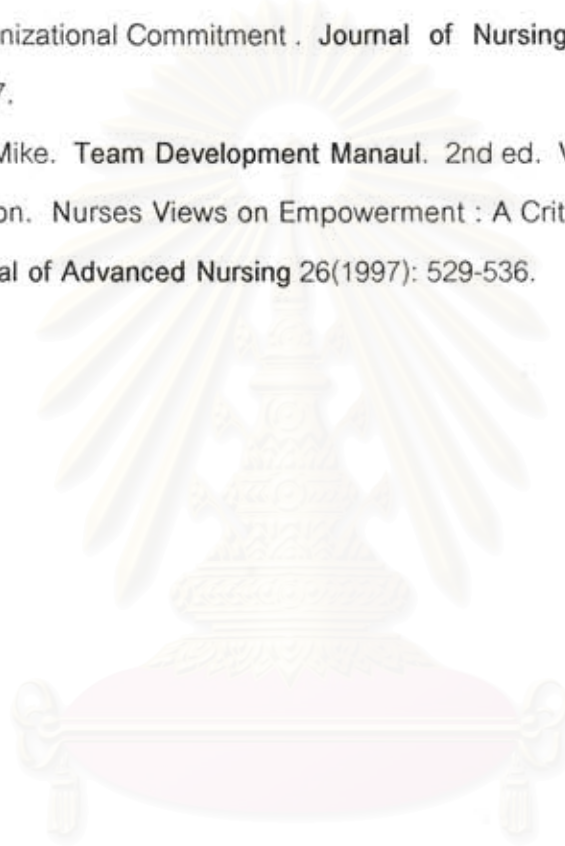 nizational Commitment . Journal of Nursing
7.
Mike. Team Development Manaul. 2nd ed.
on. Nurses Views on Empowerment : A Crit
al of Advanced Nursing 26(1997): 529-536.